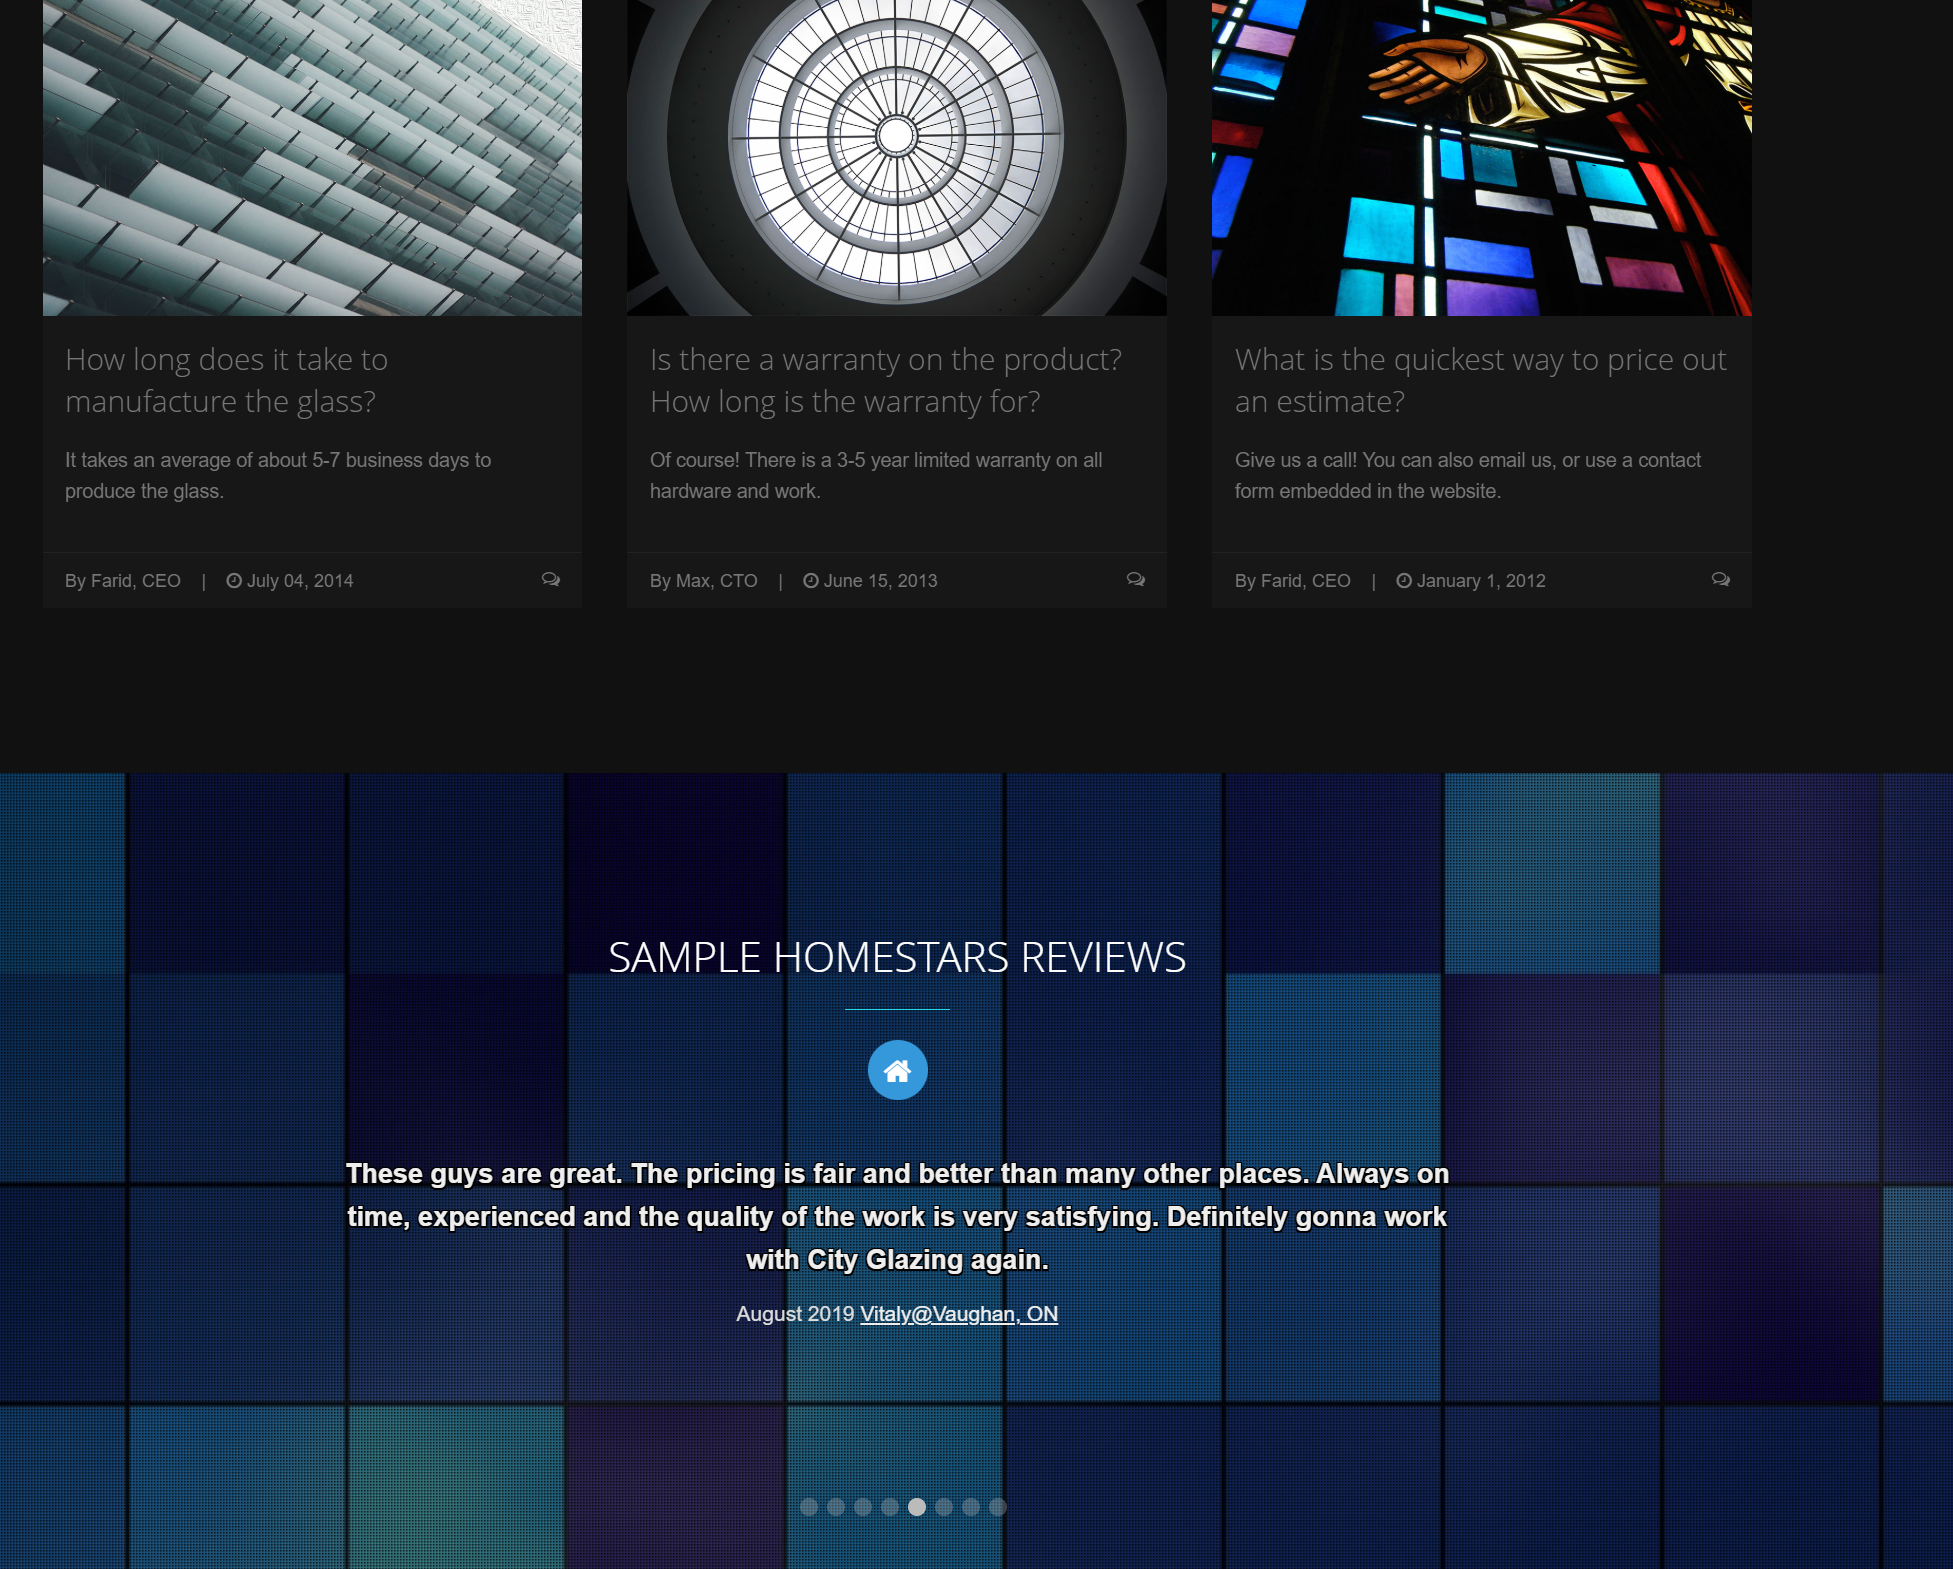 How long does it take to
manufacture the glass?
It takes an average of about 5-7 business days to
produce the glass.
By Farid, CEO | July 04, 2014
Is there a warranty on the product?
How long is the warranty for?
Of course! There is a 3-5 year limited warranty on all
hardware and work.
By Max, CTO | June 15, 2013
What is the quickest way to price out
an estimate?
Give us a call! You can also email us, or use a contact
form embedded in the website.
By Farid, CEO | January 1, 2012
SAMPLE HOMESTARS REVIEWS
These guys are great. The pricing is fair and better than many other places. Always on
time, experienced and the quality of the work is very satisfying. Definitely gonna work
with City Glazing again.
August 2019 Vitaly@Vaughan, ON